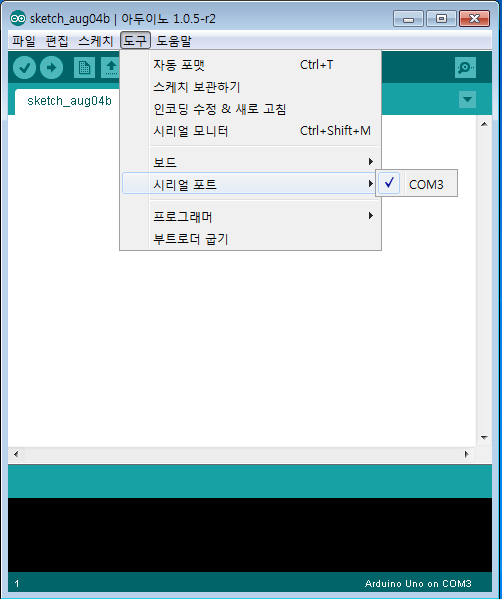 sketch_aug04b | 아두이노 1.0.5-r2
파일 편집 스케치 도구 도움말
sketch_aug04b
자동 포맷 Ctrl+T
스케치 보관하기
인코딩 수정 & 새로 고침
시리얼 모니터 Ctrl+Shift+M
보드
시리얼 포트
COM3
프로그래머
부트로더 굽기
1 Arduino Uno on COM3